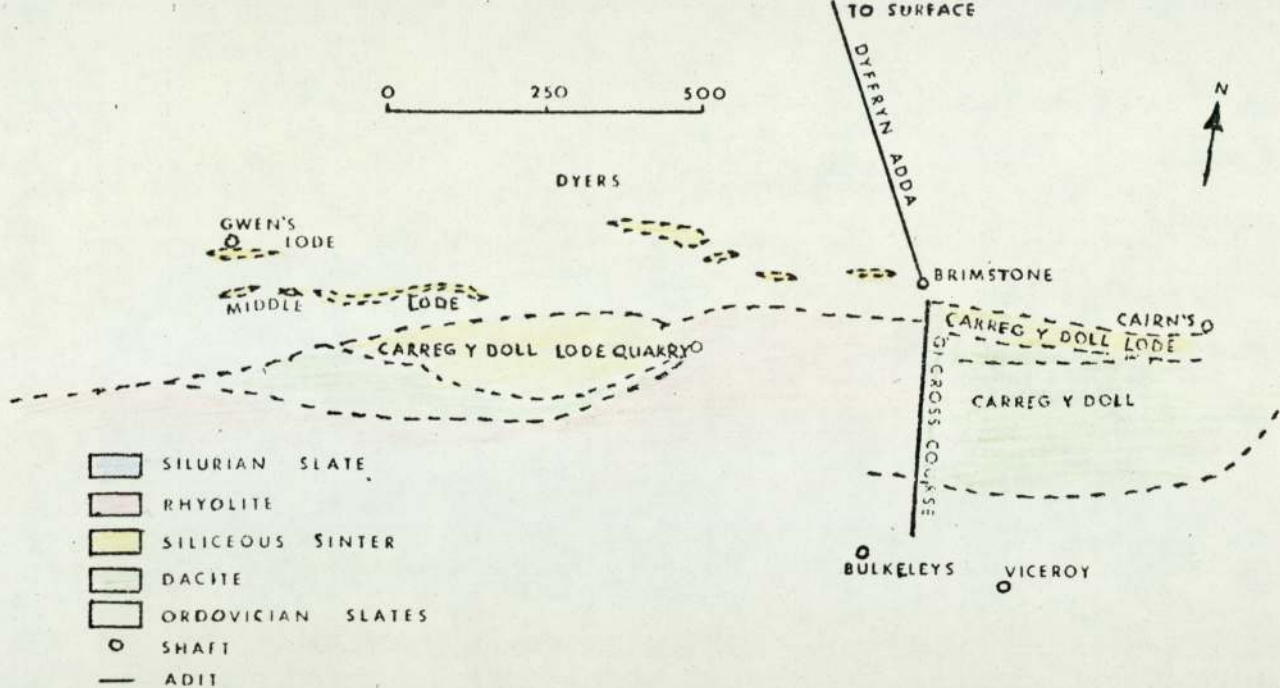 TO SURFACE
DYFFRYN ADDA
N
0 250 500
DYERS
GWEN'S
LODE
BRIMSTONE
MIDDLE LODE
CARREG Y DOLL LODE
CAIRN'S
CARREG Y DOLL LODE QUARRY
CROSS COURSE
CARREG Y DOLL
SILURIAN SLATE
RHYOLITE
SILICEOUS SINTER
DACITE
ORDOVICIAN SLATES
SHAFT
ADIT
BULKELEYS
VICEROY